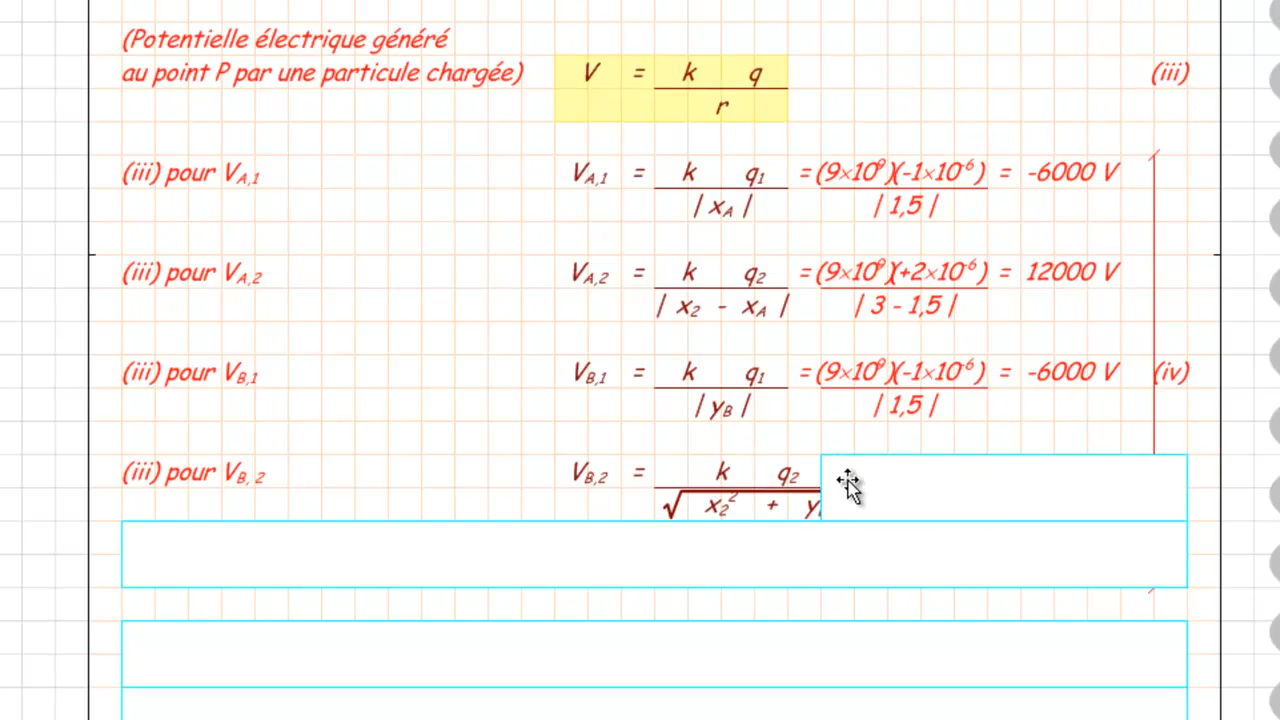 (Potentielle électrique généré
au point P par une particule chargée) V = k q / r (iii)
(iii) pour V_A,1 V_A,1 = k q₁ / | x_A | = (9×10⁹)(-1×10⁻⁶) / | 1,5 | = -6000 V
(iii) pour V_A,2 V_A,2 = k q₂ / | x₂ - x_A | = (9×10⁹)(+2×10⁻⁶) / | 3 - 1,5 | = 12000 V
(iii) pour V_B,1 V_B,1 = k q₁ / | y_B | = (9×10⁹)(-1×10⁻⁶) / | 1,5 | = -6000 V (iv)
(iii) pour V_B, 2 V_B,2 = k q₂ / √ x₂² + y